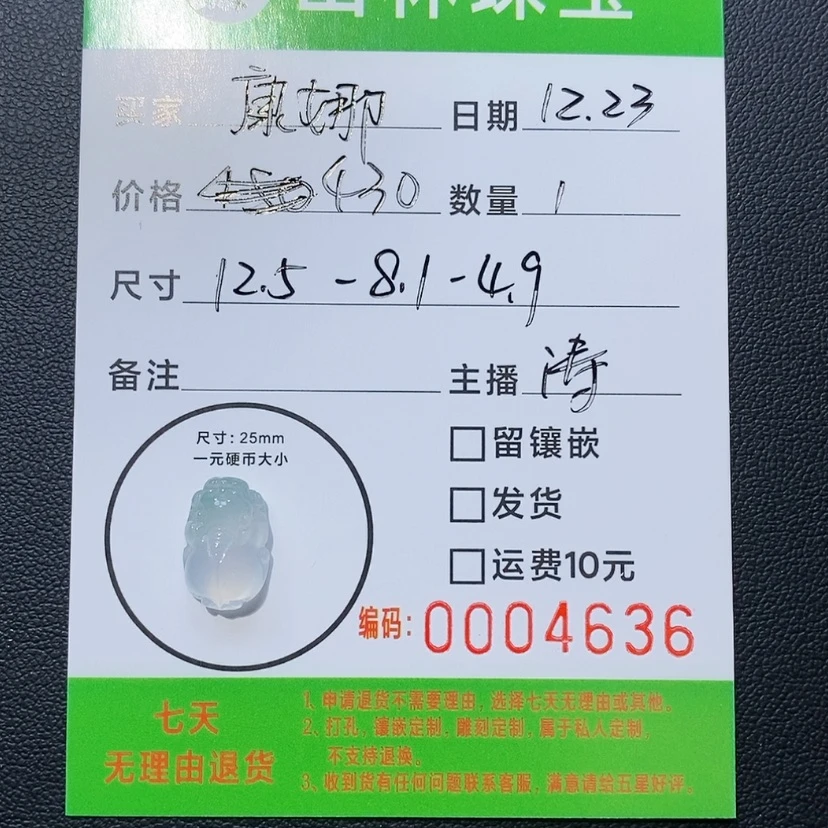 林珠宝
买家 康娜 日期 12.23
价格 430 数量 1
尺寸 12.5-8.1-4.9
备注 主播 涛
尺寸：25mm
一元硬币大小
□留镶嵌
□发货
□运费10元
编码：0004636
七天
无理由退货
1、申请退货不需要理由，选择七天无理由或其他。
2、打孔，镶嵌定制，雕刻定制，属于私人定制，
不支持退换。
3、收到货有任何问题联系客服，满意请给五星好评。